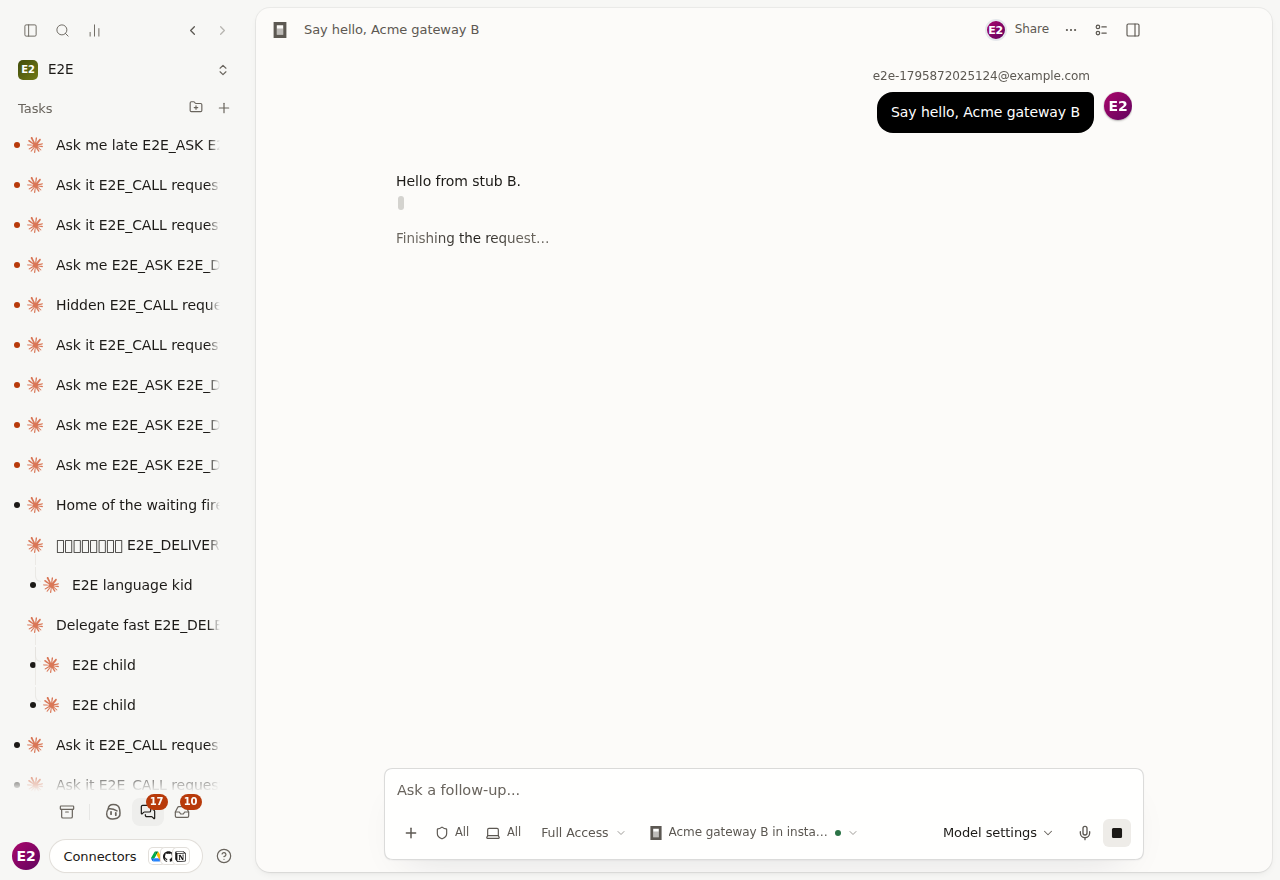 Say hello, Acme gateway B
E2 Share
E2 E2E
Tasks
Ask me late E2E_ASK
Ask it E2E_CALL reques
Ask it E2E_CALL reques
Ask me E2E_ASK E2E_D
Hidden E2E_CALL reque
Ask it E2E_CALL reques
Ask me E2E_ASK E2E_D
Ask me E2E_ASK E2E_D
Ask me E2E_ASK E2E_D
Home of the waiting fire
E2E_DELIVER
E2E language kid
Delegate fast E2E_DELE
E2E child
E2E child
Ask it E2E_CALL reques
Ask it E2E_CALL reques
17
10
E2 Connectors
e2e-1795872025124@example.com
Say hello, Acme gateway B
E2
Hello from stub B.
Finishing the request...
Ask a follow-up...
All All Full Access Acme gateway B in insta... Model settings